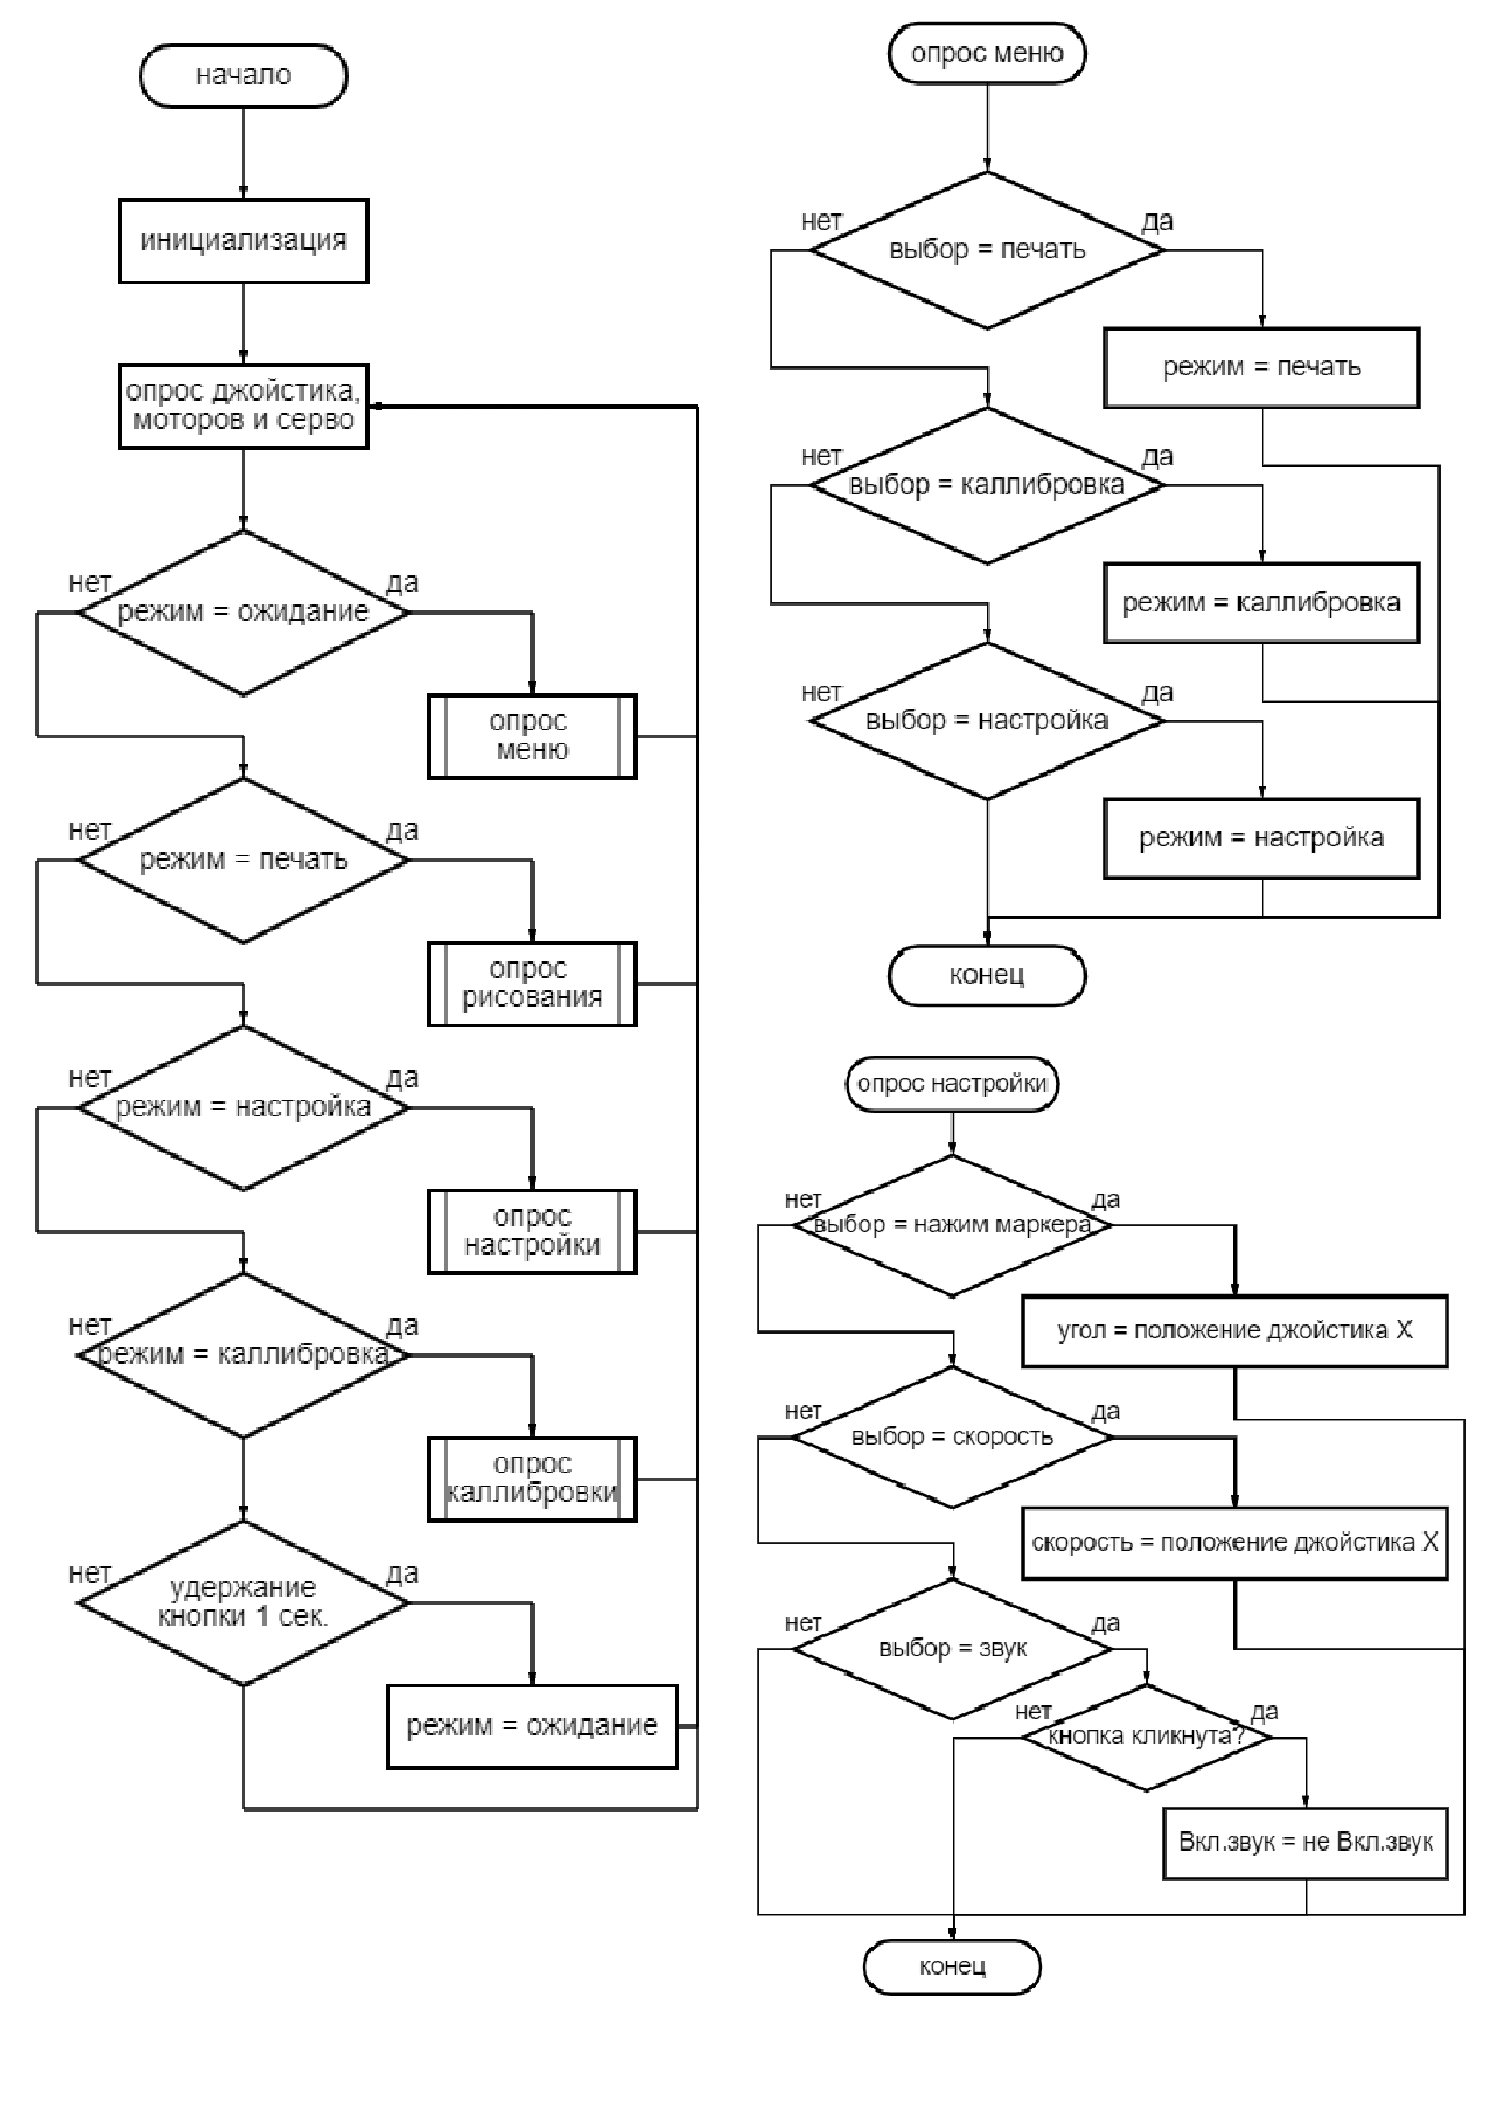 начало
инициализация
опрос джойстика,
моторов и серво
нет
да
режим = ожидание
опрос
меню
нет
да
режим = печать
опрос
рисования
нет
да
режим = настройка
опрос
настройки
нет
да
режим = каллибровка
опрос
каллибровки
нет
да
удержание
кнопки 1 сек.
режим = ожидание
опрос меню
нет
да
выбор = печать
режим = печать
нет
да
выбор = каллибровка
режим = каллибровка
нет
да
выбор = настройка
режим = настройка
конец
опрос настройки
нет
да
выбор = нажим маркера
угол = положение джойстика X
нет
да
выбор = скорость
скорость = положение джойстика X
нет
да
выбор = звук
нет
да
кнопка кликнута?
Вкл.звук = не Вкл.звук
конец